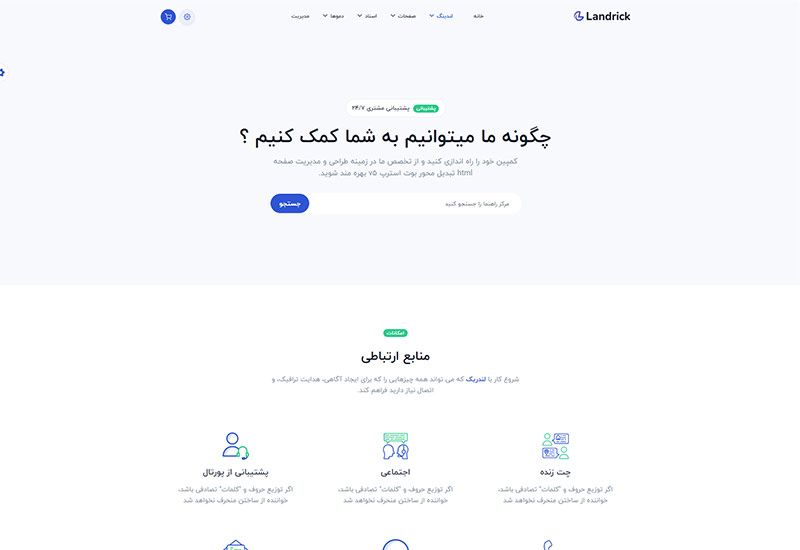 Landrick
خانه
لندینگ
صفحات
اسناد
دموها
مدیریت
پشتیبانی
پشتیبانی مشتری ۲۴/۷
چگونه ما میتوانیم به شما کمک کنیم ؟
کمپین خود را راه اندازی کنید و از تخصص ما در زمینه طراحی و مدیریت صفحه
html تبدیل محور بوت استرپ v۵ بهره مند شوید.
مرکز راهنما را جستجو کنید
جستجو
امکانات
منابع ارتباطی
شروع کار با لندریک که می تواند همه چیزهایی را که برای ایجاد آگاهی، هدایت ترافیک، و
اتصال نیاز دارید فراهم کند.
چت زنده
اگر توزیع حروف و "کلمات" تصادفی باشد،
خواننده از ساختن منحرف نخواهد شد
اجتماعی
اگر توزیع حروف و "کلمات" تصادفی باشد،
خواننده از ساختن منحرف نخواهد شد
پشتیبانی از پورتال
اگر توزیع حروف و "کلمات" تصادفی باشد،
خواننده از ساختن منحرف نخواهد شد